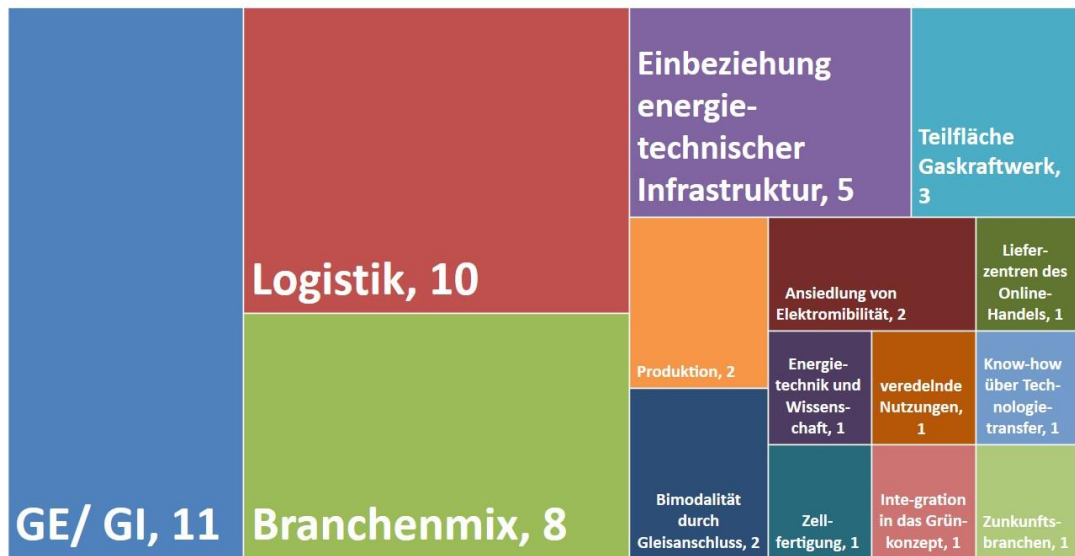 GE/ GI, 11
Logistik, 10
Branchenmix, 8
Einbeziehung
energie-
technischer
Infrastruktur, 5
Teilfläche
Gaskraftwerk,
3
Produktion, 2
Bimodalität
durch
Gleisanschluss, 2
Ansiedlung von
Elektromibilität, 2
Liefer-
zentren des
Online-
Handels, 1
Energie-
technik und
Wissens-
chaft, 1
veredelnde
Nutzungen,
1
Know-how
über Tech-
nologie-
transfer, 1
Zell-
fertigung, 1
Inte-gration
in das Grün-
konzept, 1
Zunkunfts-
branchen, 1